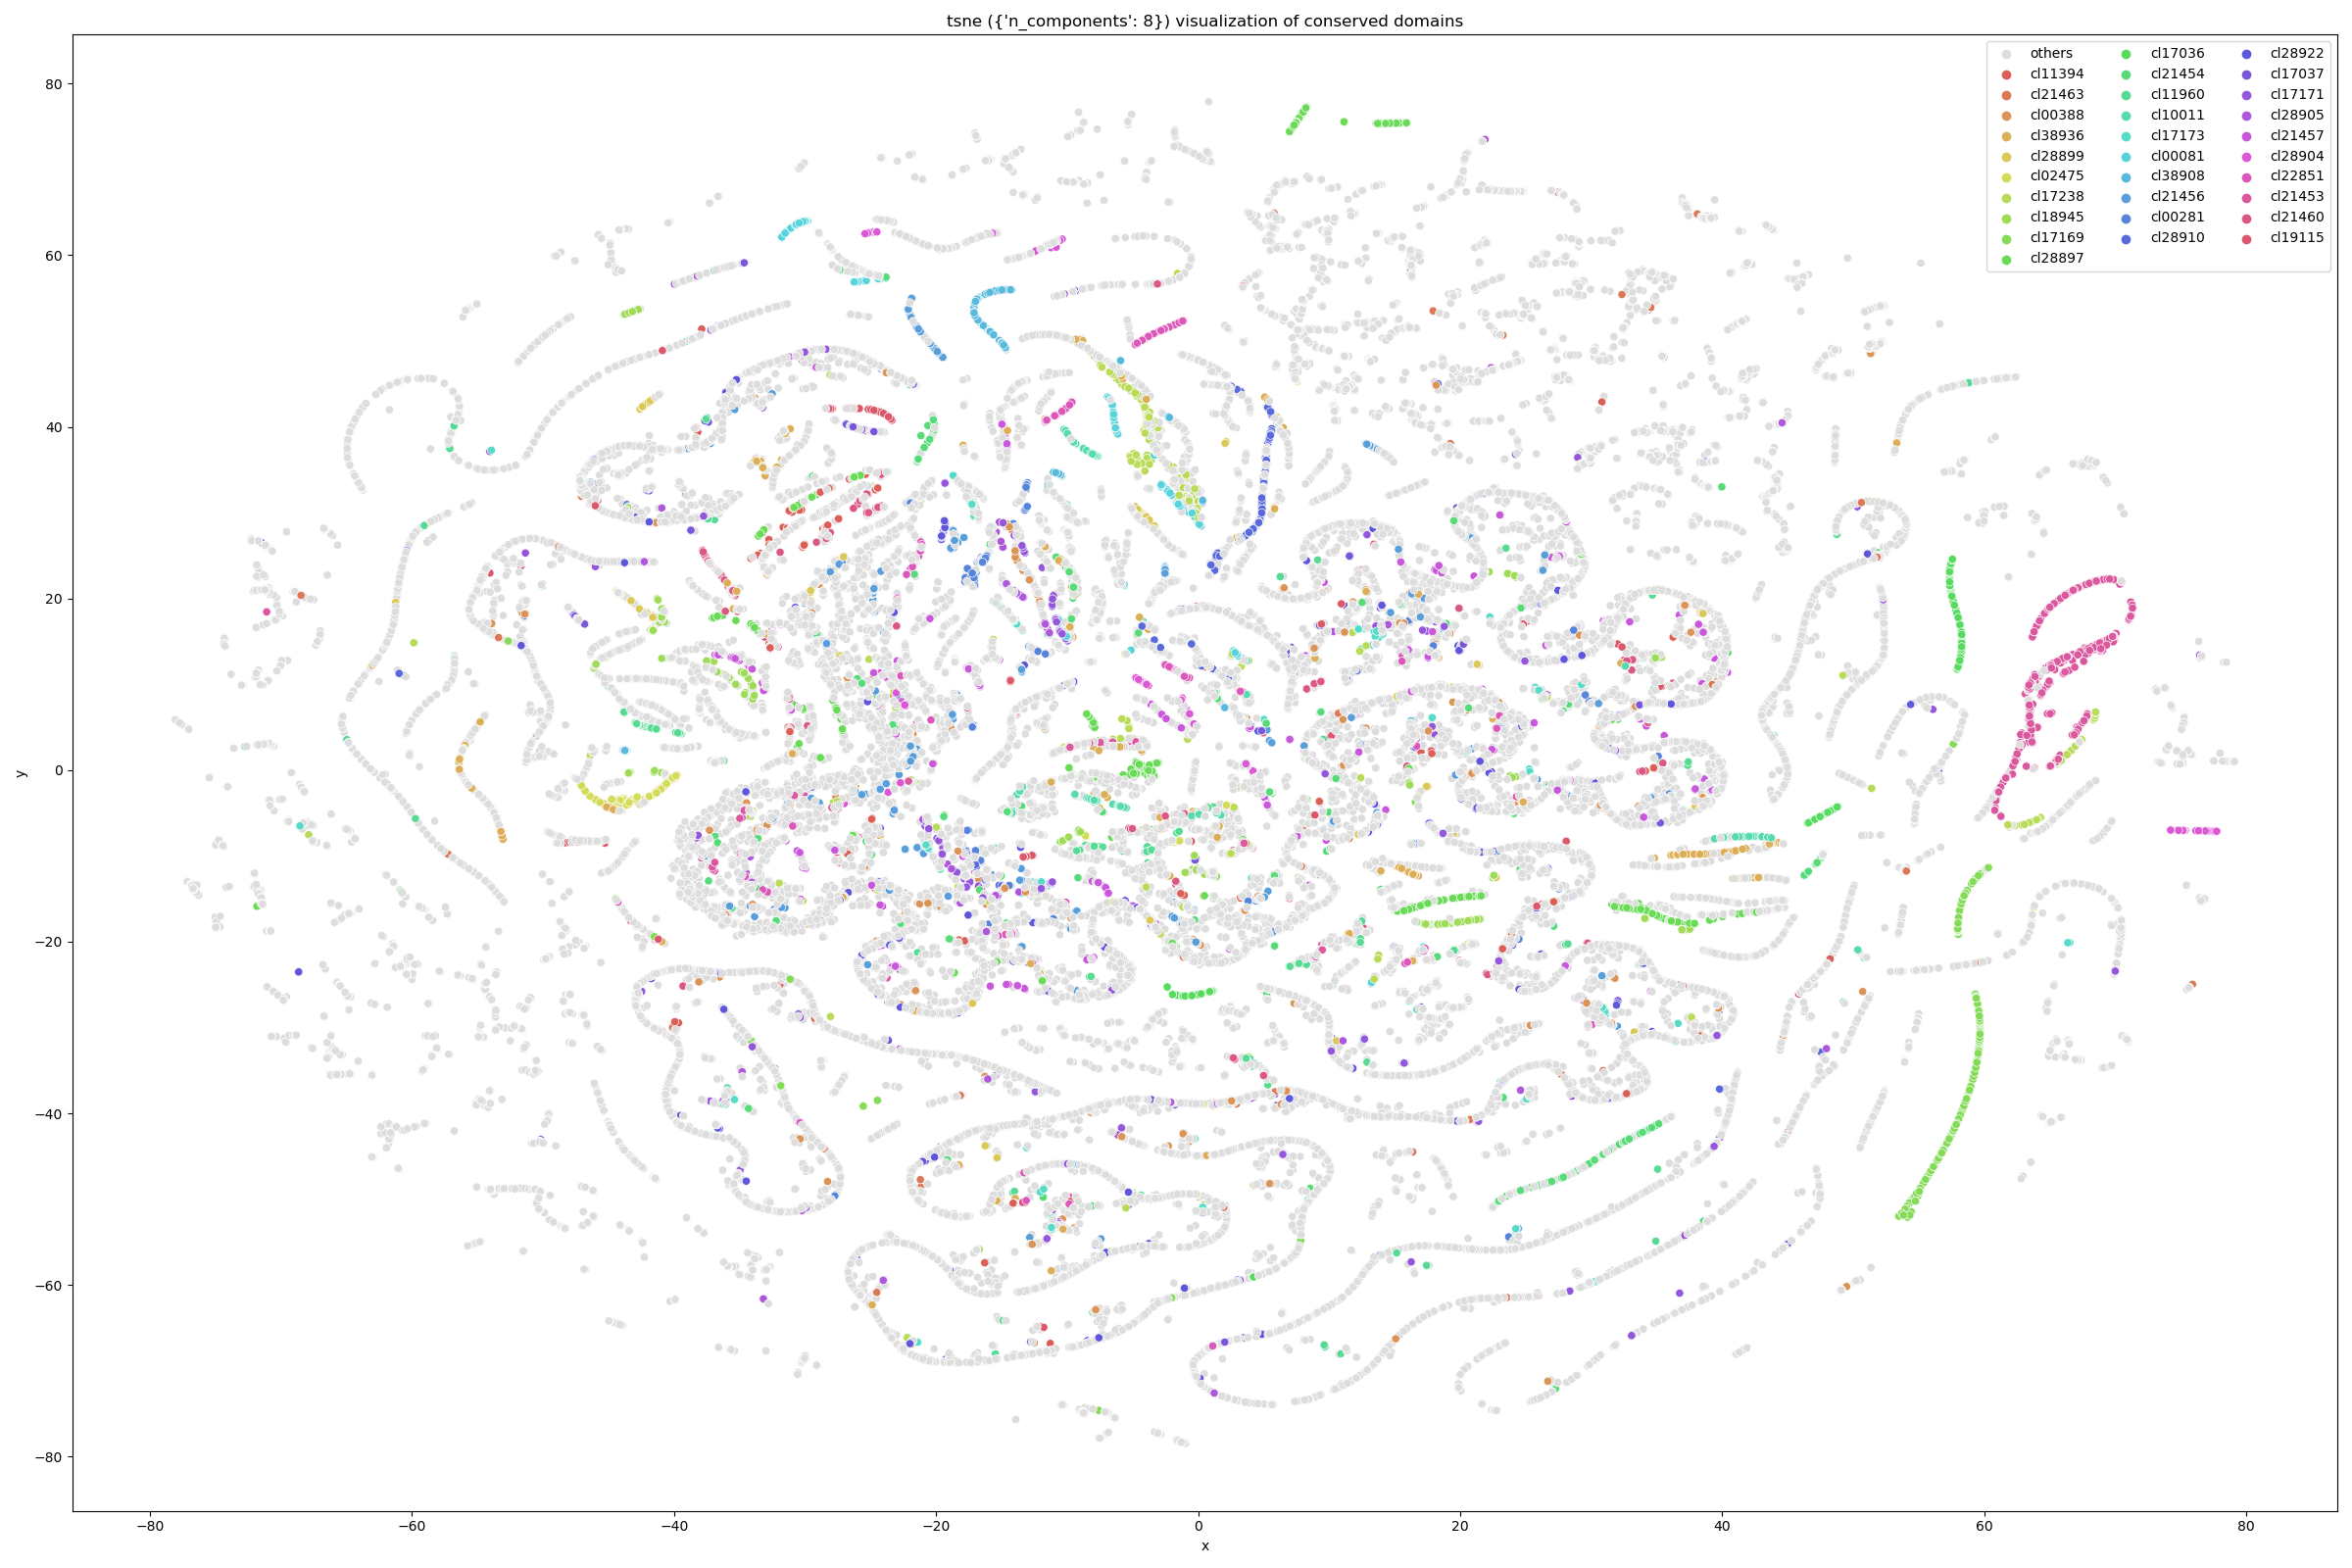 tsne ({'n_components': 8}) visualization of conserved domains
others
cl11394
cl21463
cl00388
cl38936
cl28899
cl02475
cl17238
cl18945
cl17169
cl28897
cl17036
cl21454
cl11960
cl10011
cl17173
cl00081
cl38908
cl21456
cl00281
cl28910
cl28922
cl17037
cl17171
cl28905
cl21457
cl28904
cl22851
cl21453
cl21460
cl19115
80
60
40
20
0
−20
−40
−60
−80
y
−80
−60
−40
−20
0
20
40
60
80
x